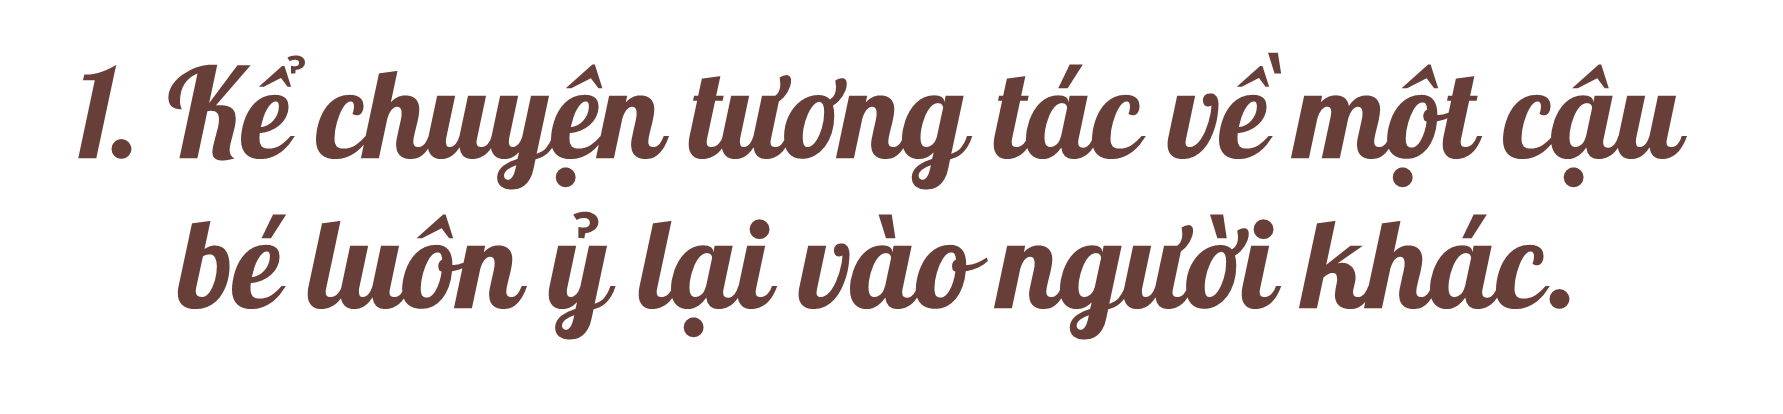 1. Kể chuyện tương tác về một cậu
bé luôn ỷ lại vào người khác.